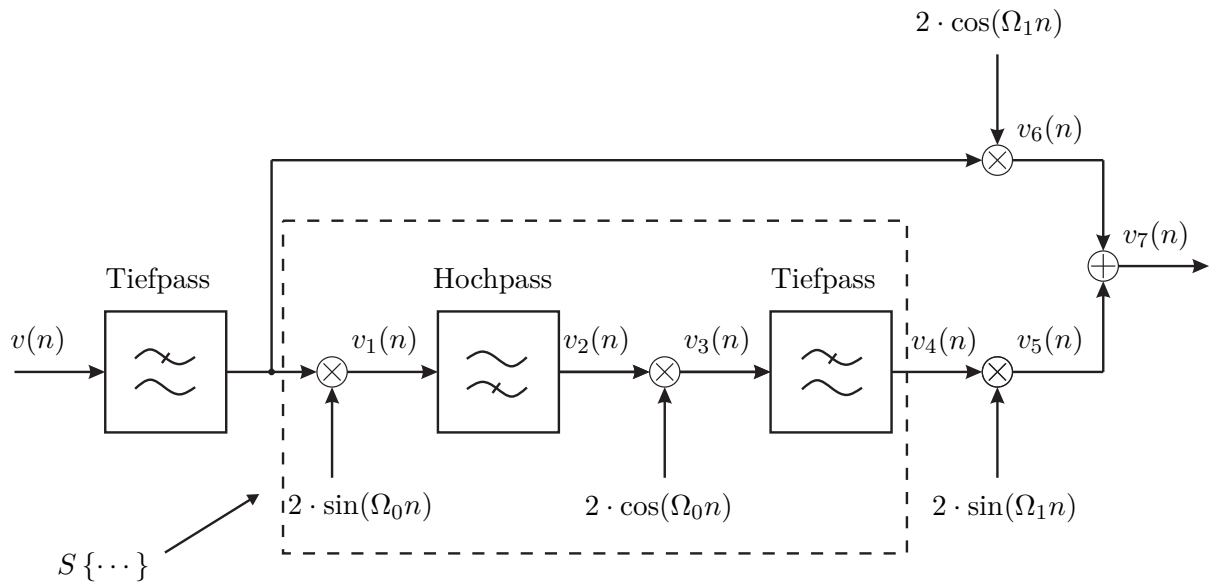 2 · cos(Ω₁n)
v₆(n)
v₇(n)
Tiefpass
Hochpass
Tiefpass
v(n)
v₁(n)
v₂(n)
v₃(n)
v₄(n)
v₅(n)
2 · sin(Ω₀n)
2 · cos(Ω₀n)
2 · sin(Ω₁n)
S {· · ·}